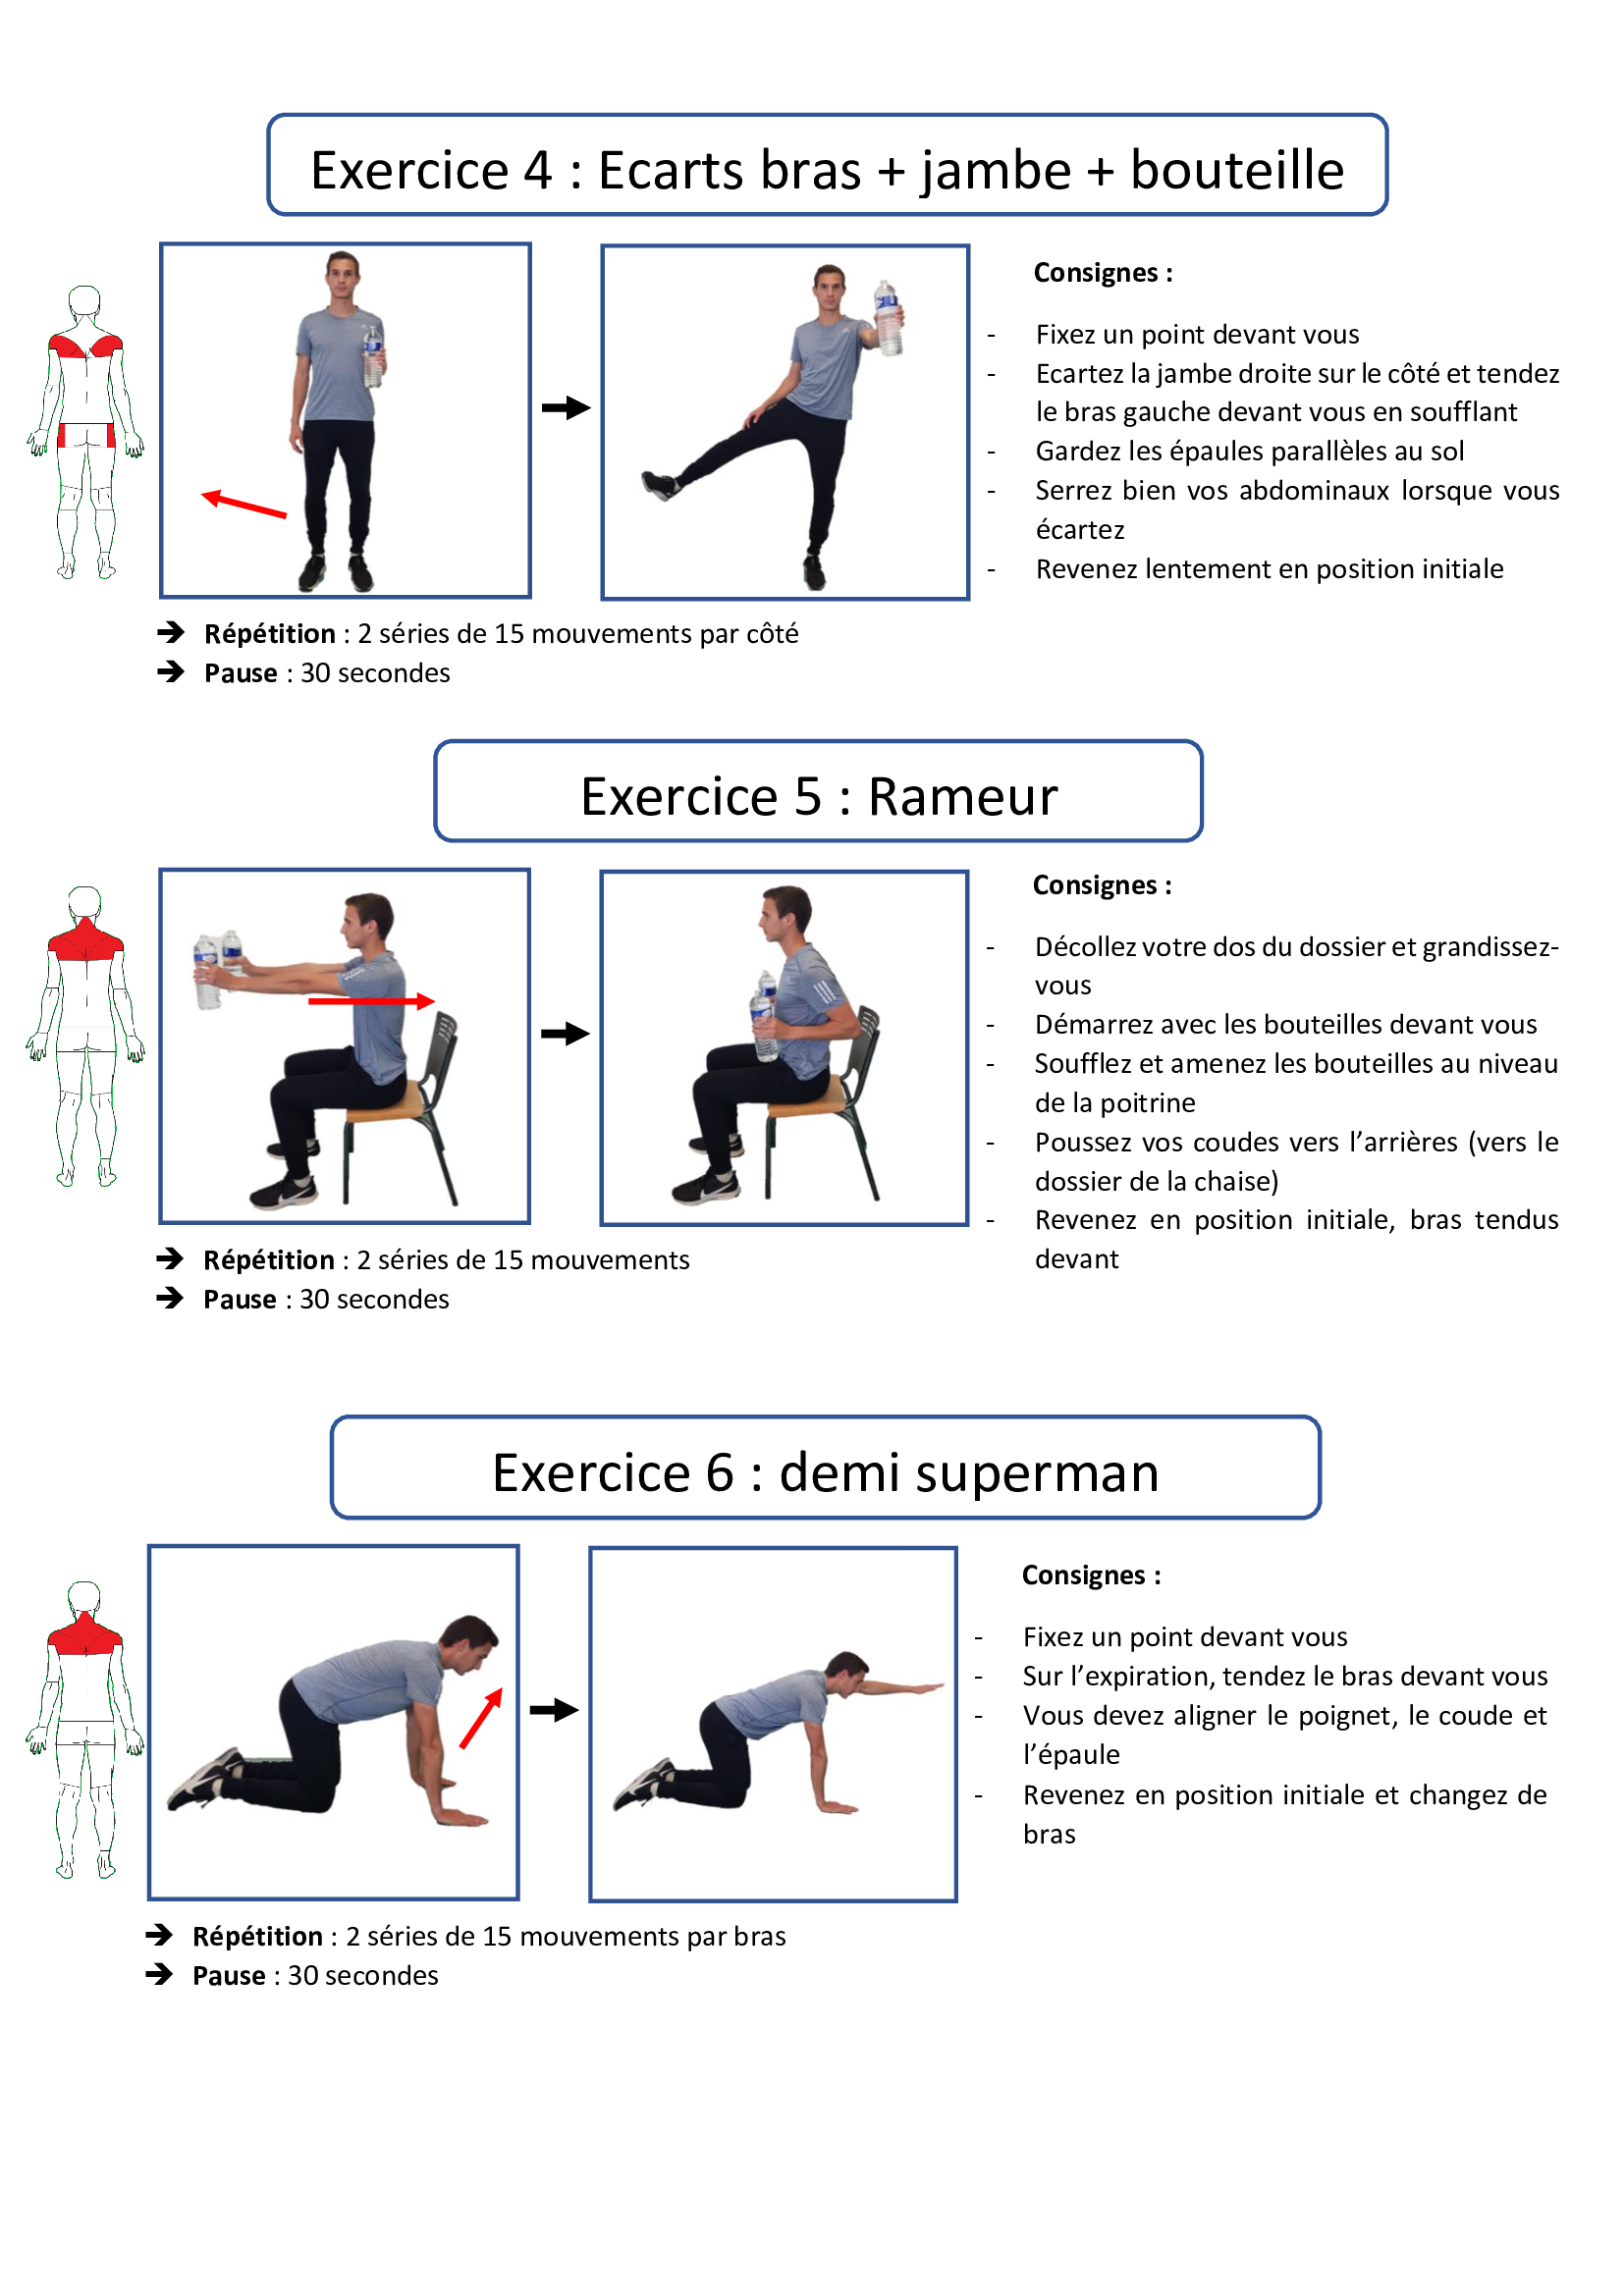 Exercice 4 : Ecarts bras + jambe + bouteille
Consignes :
- Fixez un point devant vous
- Ecartez la jambe droite sur le côté et tendez
le bras gauche devant vous en soufflant
- Gardez les épaules parallèles au sol
- Serrez bien vos abdominaux lorsque vous
écartez
- Revenez lentement en position initiale
➔ Répétition : 2 séries de 15 mouvements par côté
➔ Pause : 30 secondes
Exercice 5 : Rameur
Consignes :
- Décollez votre dos du dossier et grandissez-
vous
- Démarrez avec les bouteilles devant vous
- Soufflez et amenez les bouteilles au niveau
de la poitrine
- Poussez vos coudes vers l’arrières (vers le
dossier de la chaise)
- Revenez en position initiale, bras tendus
devant
➔ Répétition : 2 séries de 15 mouvements
➔ Pause : 30 secondes
Exercice 6 : demi superman
Consignes :
- Fixez un point devant vous
- Sur l’expiration, tendez le bras devant vous
- Vous devez aligner le poignet, le coude et
l’épaule
- Revenez en position initiale et changez de
bras
➔ Répétition : 2 séries de 15 mouvements par bras
➔ Pause : 30 secondes